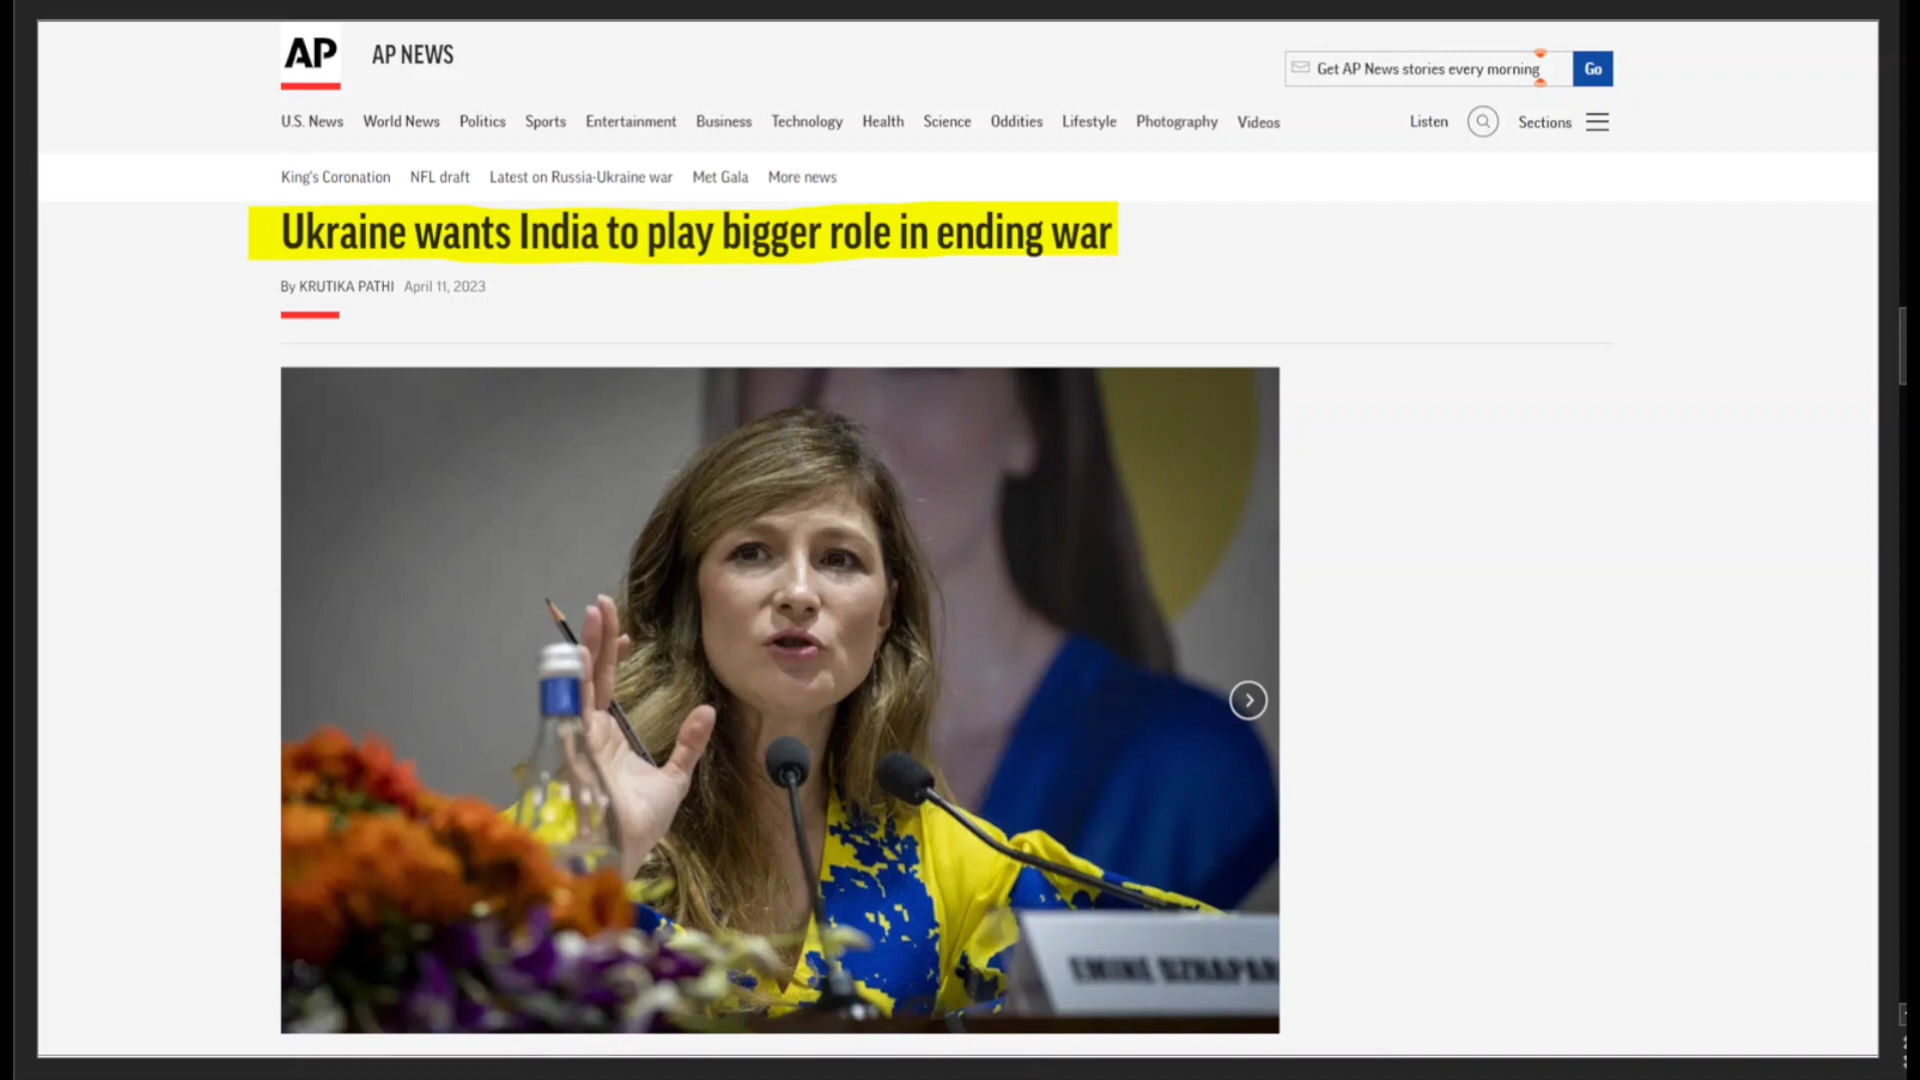 AP
AP NEWS
Get AP News stories every morning
Go
U.S. News World News Politics Sports Entertainment Business Technology Health Science Oddities Lifestyle Photography Videos
Listen Sections
King's Coronation NFL draft Latest on Russia-Ukraine war Met Gala More news
Ukraine wants India to play bigger role in ending war
By KRUTIKA PATHI April 11, 2023
EMINE DZHAPAR